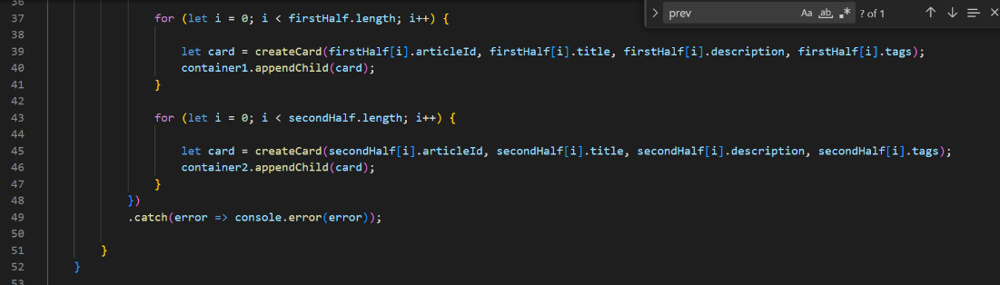 prev Aa ab, .* ? of 1
36
37 for (let i = 0; i < firstHalf.length; i++) {
38
39 let card = createCard(firstHalf[i].articleId, firstHalf[i].title, firstHalf[i].description, firstHalf[i].tags);
40 container1.appendChild(card);
41 }
42
43 for (let i = 0; i < secondHalf.length; i++) {
44
45 let card = createCard(secondHalf[i].articleId, secondHalf[i].title, secondHalf[i].description, secondHalf[i].tags);
46 container2.appendChild(card);
47 }
48 })
49 .catch(error => console.error(error));
50
51 }
52 }
53